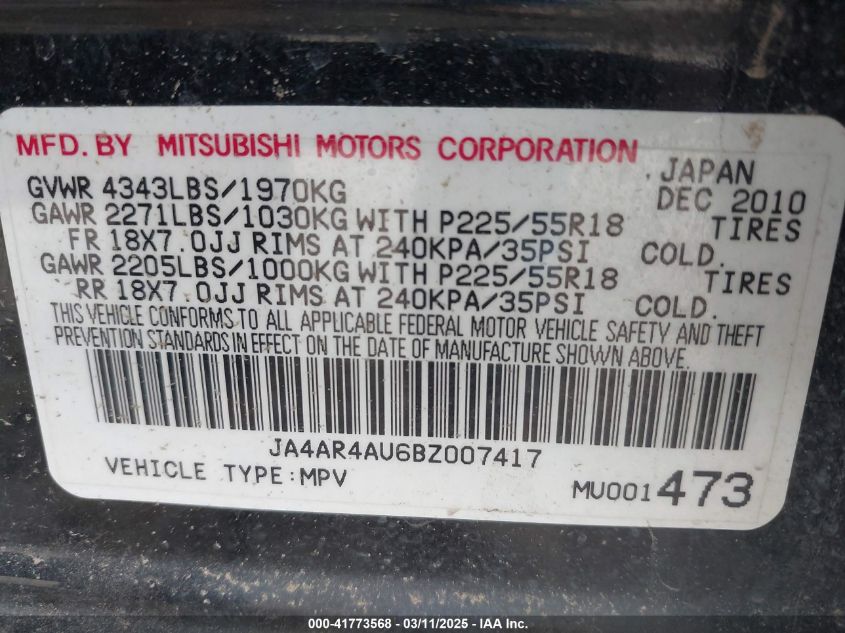 MFD. BY MITSUBISHI MOTORS CORPORATION JAPAN
GVWR 4343LBS/1970KG DEC 2010
GAWR 2271LBS/1030KG WITH P225/55R18 TIRES
FR 18X7.0JJ RIMS AT 240KPA/35PSI COLD.
GAWR 2205LBS/1000KG WITH P225/55R18 TIRES
RR 18X7.0JJ RIMS AT 240KPA/35PSI COLD.
THIS VEHICLE CONFORMS TO ALL APPLICABLE FEDERAL MOTOR VEHICLE SAFETY AND THEFT
PREVENTION STANDARDS IN EFFECT ON THE DATE OF MANUFACTURE SHOWN ABOVE.
JA4AR4AU6BZ007417
VEHICLE TYPE:MPV MU001473
000-41773568 - 03/11/2025 - IAA Inc.